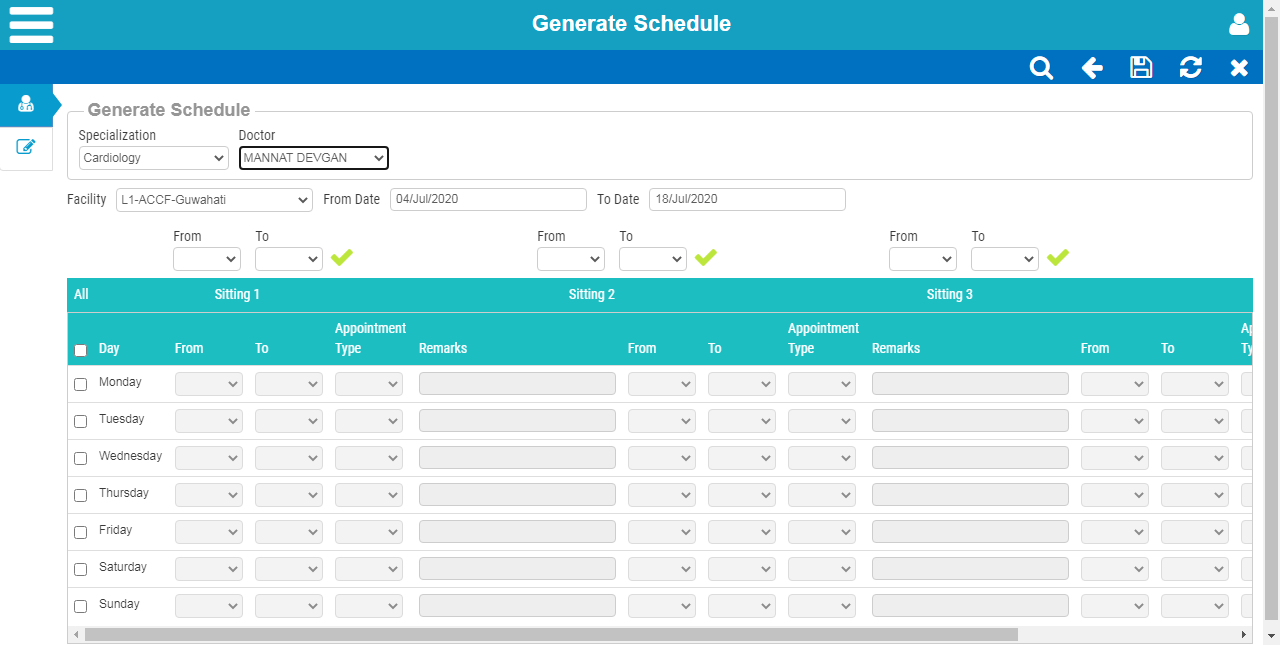 Generate Schedule
Generate Schedule
Specialization Doctor
Cardiology MANNAT DEVGAN
Facility L1-ACCF-Guwahati From Date 04/Jul/2020 To Date 18/Jul/2020
From To From To From To
All Sitting 1 Sitting 2 Sitting 3
Day From To Appointment Type Remarks From To Appointment Type Remarks From To Ap Ty
Monday
Tuesday
Wednesday
Thursday
Friday
Saturday
Sunday